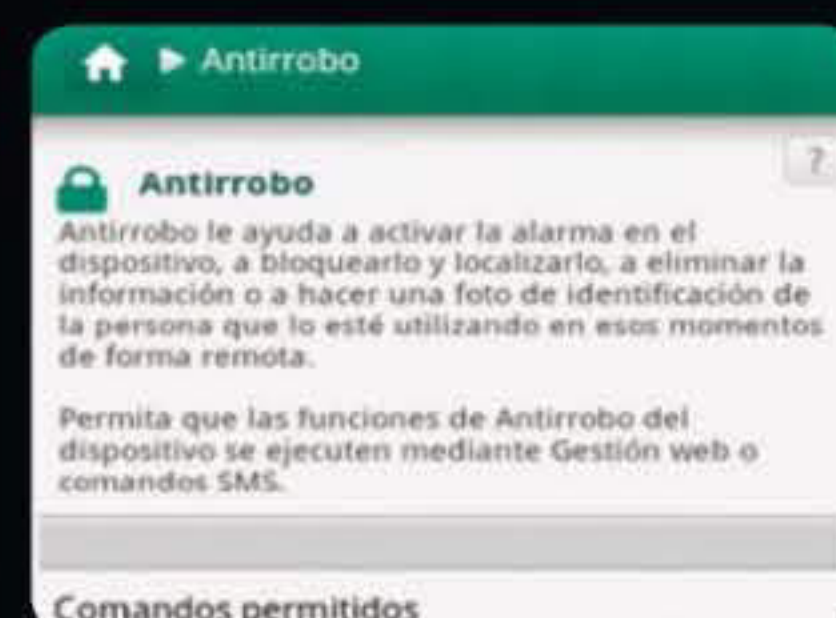 Antirrobo
?
Antirrobo
Antirrobo le ayuda a activar la alarma en el
dispositivo, a bloquearlo y localizarlo, a eliminar la
información o a hacer una foto de identificación de
la persona que lo esté utilizando en esos momentos
de forma remota.
Permita que las funciones de Antirrobo del
dispositivo se ejecuten mediante Gestión web o
comandos SMS.
Comandos permitidos